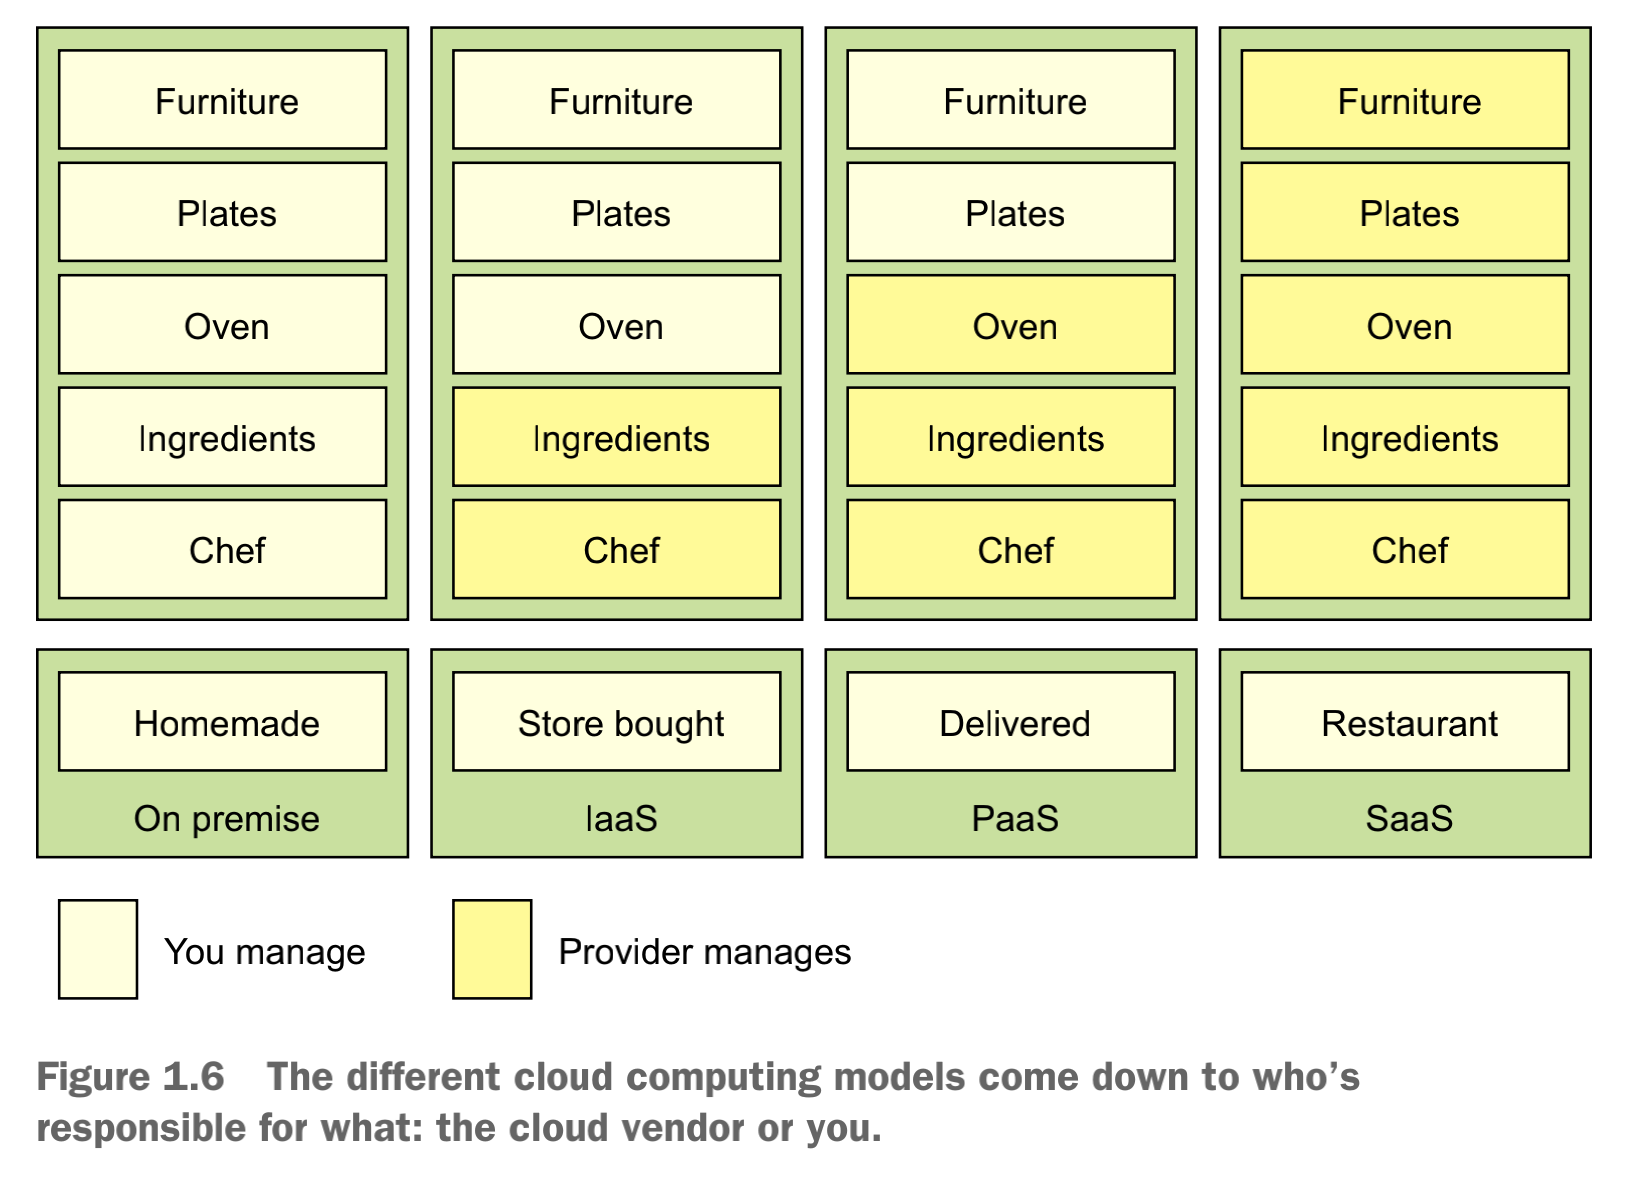 Furniture
Plates
Oven
Ingredients
Chef
Homemade
On premise
Furniture
Plates
Oven
Ingredients
Chef
Store bought
IaaS
Furniture
Plates
Oven
Ingredients
Chef
Delivered
PaaS
Furniture
Plates
Oven
Ingredients
Chef
Restaurant
SaaS
You manage
Provider manages
Figure 1.6 The different cloud computing models come down to who’s
responsible for what: the cloud vendor or you.